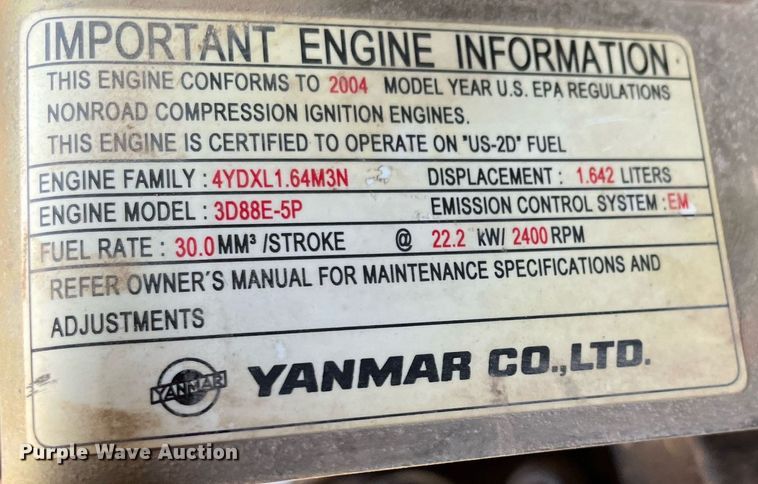 IMPORTANT ENGINE INFORMATION
THIS ENGINE CONFORMS TO 2004 MODEL YEAR U.S. EPA REGULATIONS
NONROAD COMPRESSION IGNITION ENGINES.
THIS ENGINE IS CERTIFIED TO OPERATE ON "US-2D" FUEL
ENGINE FAMILY : 4YDXL1.64M3N DISPLACEMENT : 1.642 LITERS
ENGINE MODEL : 3D88E-5P EMISSION CONTROL SYSTEM : EM
FUEL RATE : 30.0 MM³ /STROKE @ 22.2 kW/ 2400 RPM
REFER OWNER'S MANUAL FOR MAINTENANCE SPECIFICATIONS AND
ADJUSTMENTS
YANMAR YANMAR CO.,LTD.
Purple Wave Auction